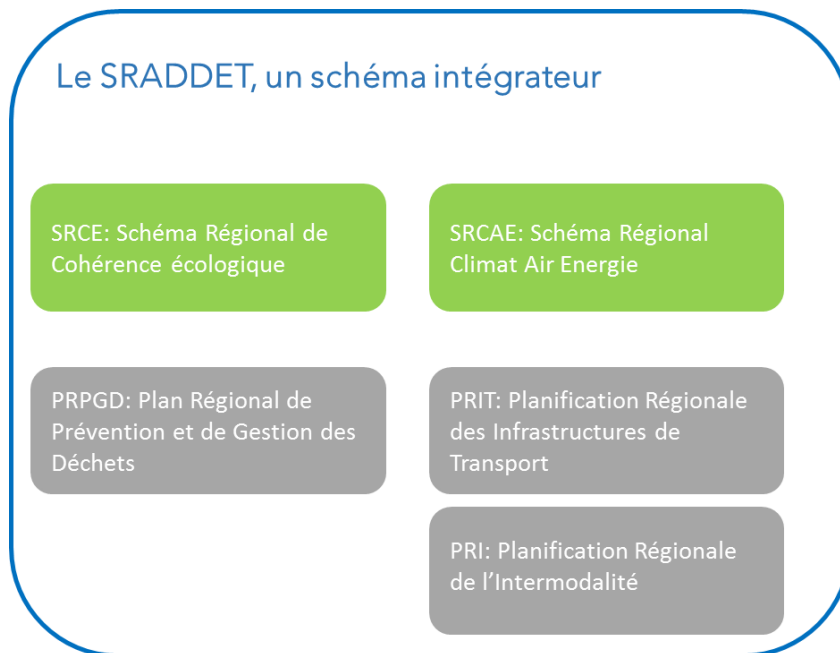 Le SRADDET, un schéma intégrateur
SRCE: Schéma Régional de
Cohérence écologique
SRCAE: Schéma Régional
Climat Air Energie
PRPGD: Plan Régional de
Prévention et de Gestion des
Déchets
PRIT: Planification Régionale
des Infrastructures de
Transport
PRI: Planification Régionale
de l’Intermodalité